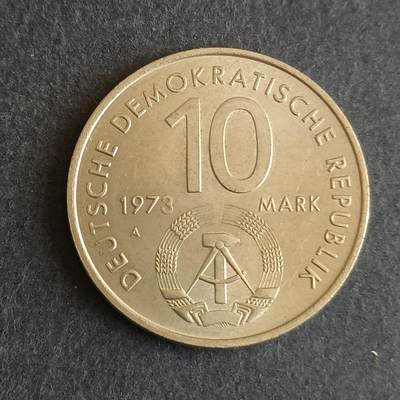 DEUTSCHE DEMOKRATISCHE REPUBLIK
10
1973 MARK
A